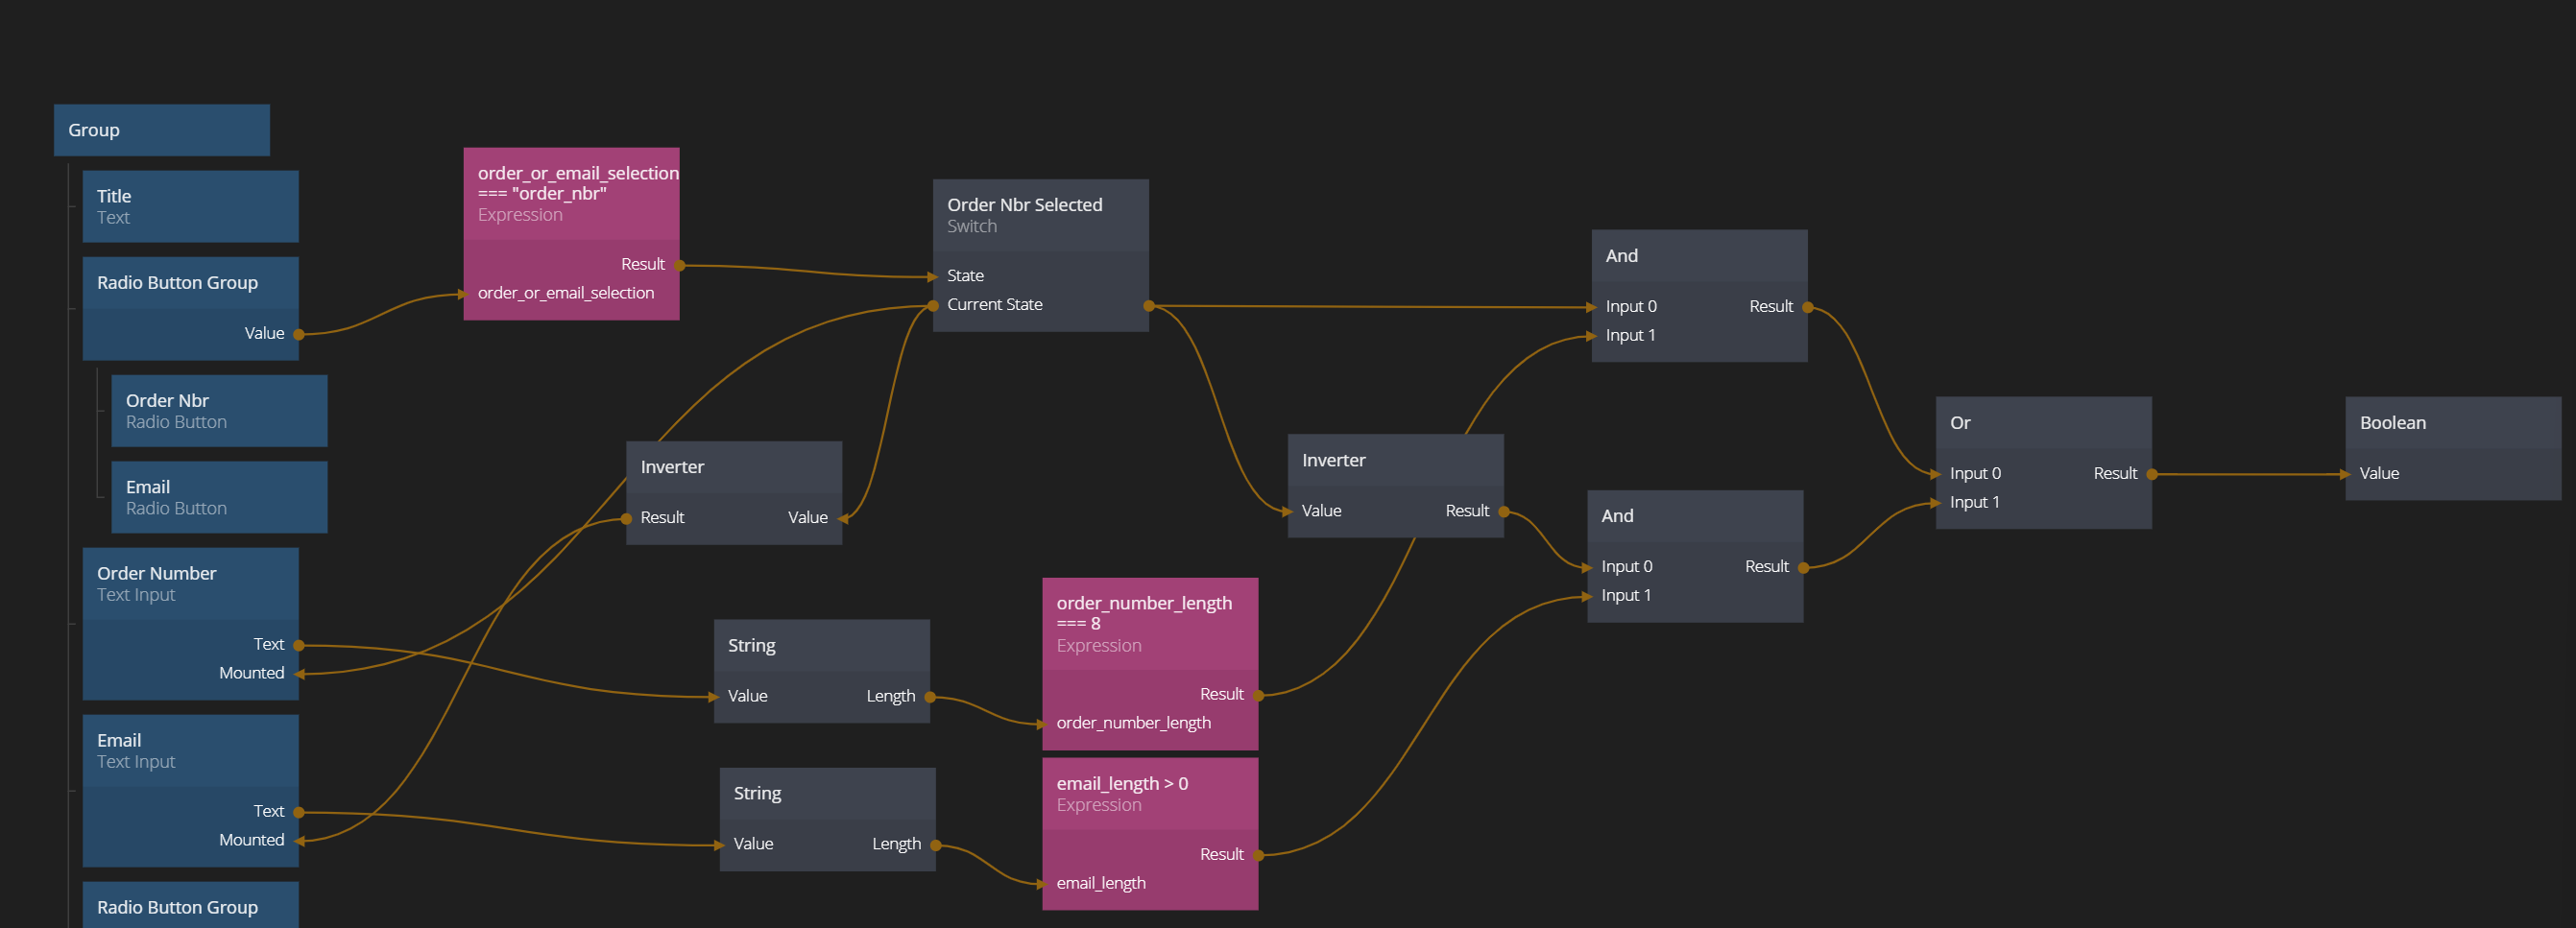 Group
Title
Text
Radio Button Group
Value
Order Nbr
Radio Button
Email
Radio Button
Order Number
Text Input
Text
Mounted
Email
Text Input
Text
Mounted
Radio Button Group
order_or_email_selection
=== "order_nbr"
Expression
Result
order_or_email_selection
Order Nbr Selected
Switch
State
Current State
Inverter
Result Value
String
Value Length
String
Value Length
order_number_length
=== 8
Expression
Result
order_number_length
email_length > 0
Expression
Result
email_length
Inverter
Value Result
And
Input 0 Result
Input 1
And
Input 0 Result
Input 1
Or
Input 0 Result
Input 1
Boolean
Value